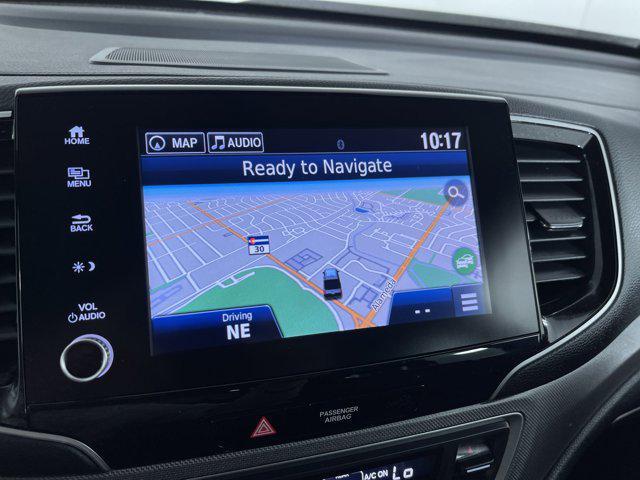 HOME
MENU
BACK
VOL
AUDIO
MAP
AUDIO
10:17
Ready to Navigate
30
Alameda
Driving
NE
--
PASSENGER
AIRBAG
A/C ON Lo